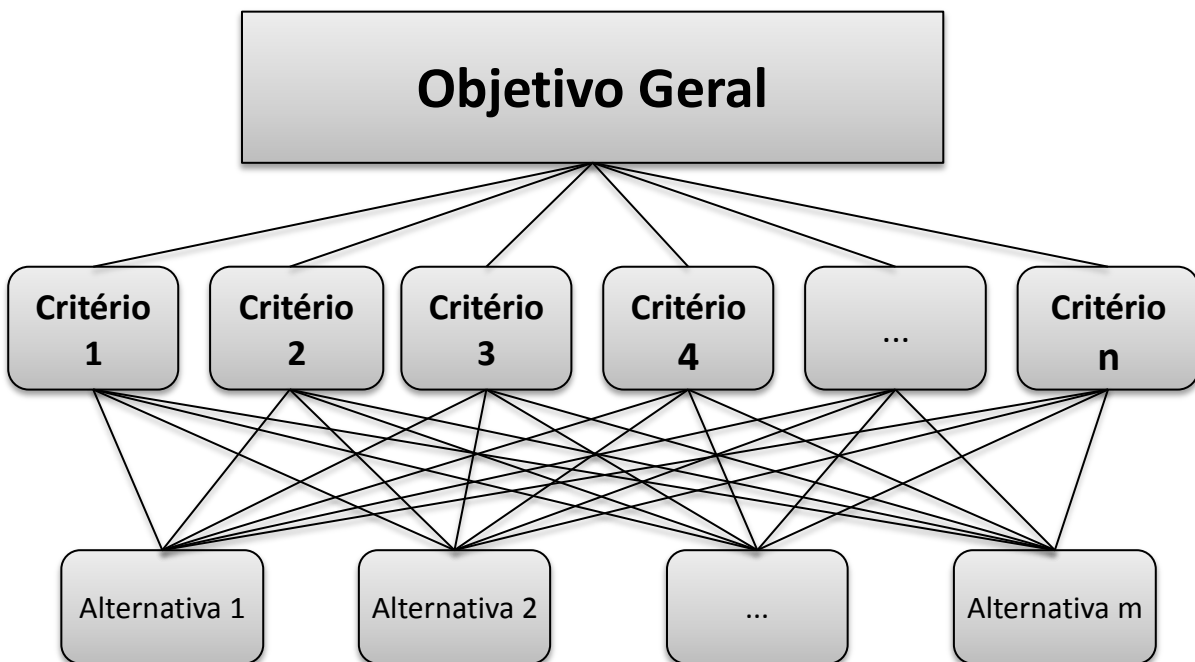 Objetivo Geral
Critério
1
Critério
2
Critério
3
Critério
4
...
Critério
n
Alternativa 1
Alternativa 2
...
Alternativa m